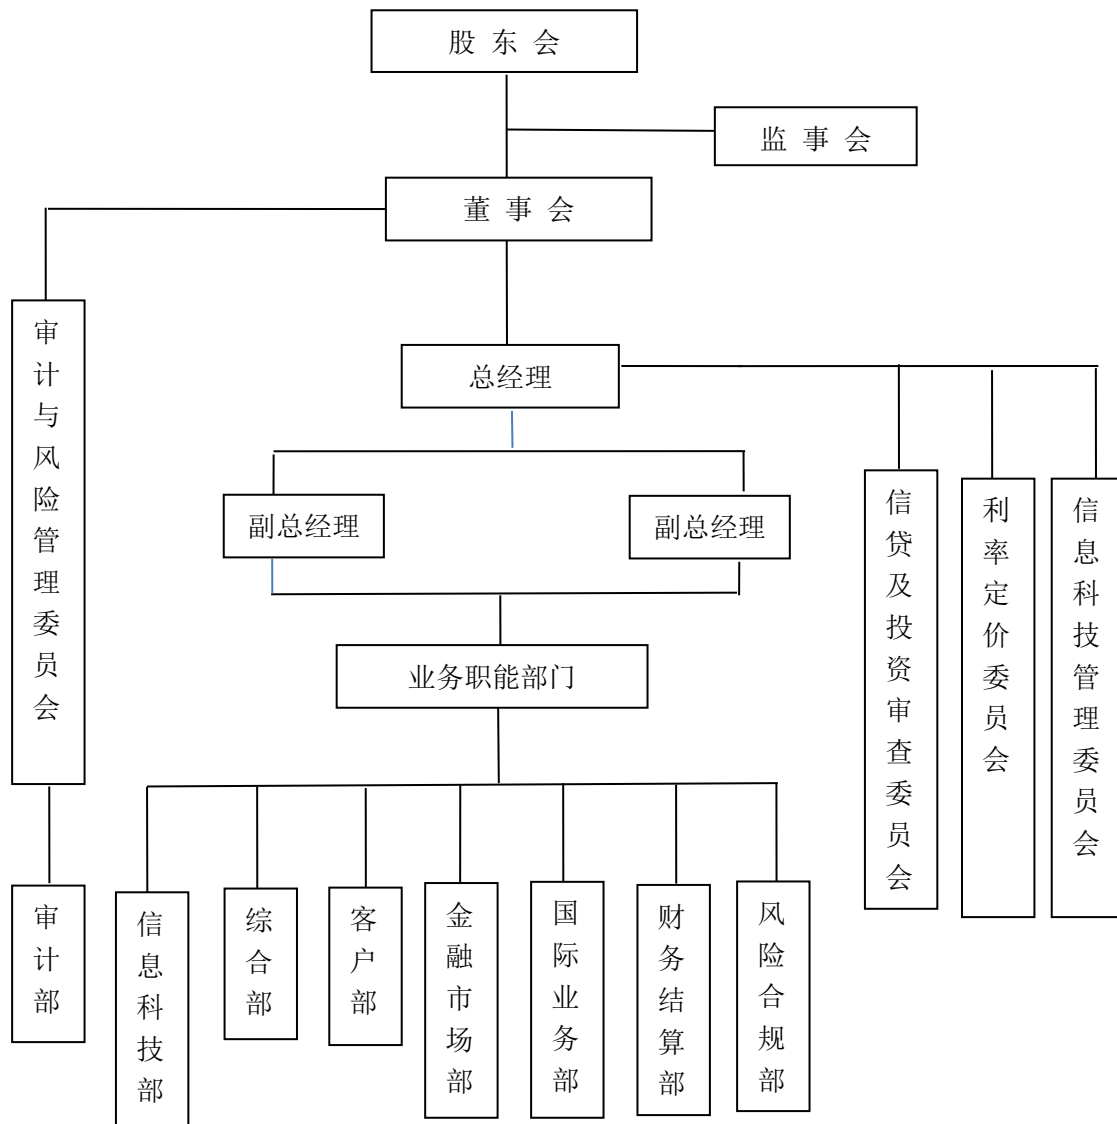 股东会
监事会
董事会
审计与风险管理委员会
总经理
副总经理
副总经理
信贷及投资审查委员会
利率定价委员会
信息科技管理委员会
业务职能部门
审计部
信息科技部
综合部
客户部
金融市场部
国际业务部
财务结算部
风险合规部